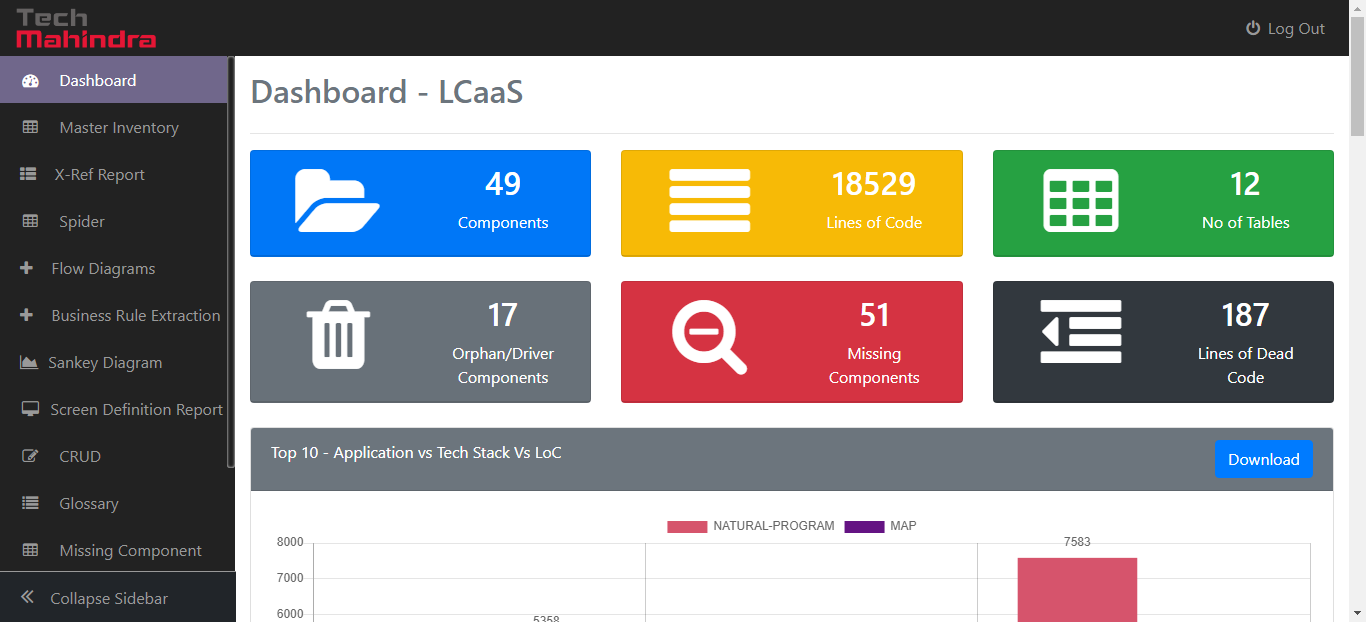 Tech
Mahindra
Log Out
Dashboard
Master Inventory
X-Ref Report
Spider
Flow Diagrams
Business Rule Extraction
Sankey Diagram
Screen Definition Report
CRUD
Glossary
Missing Component
Collapse Sidebar
Dashboard - LCaaS
49
Components
18529
Lines of Code
12
No of Tables
17
Orphan/Driver
Components
51
Missing
Components
187
Lines of Dead
Code
Top 10 - Application vs Tech Stack Vs LoC
Download
NATURAL-PROGRAM MAP
8000
7583
7000
6000
5358